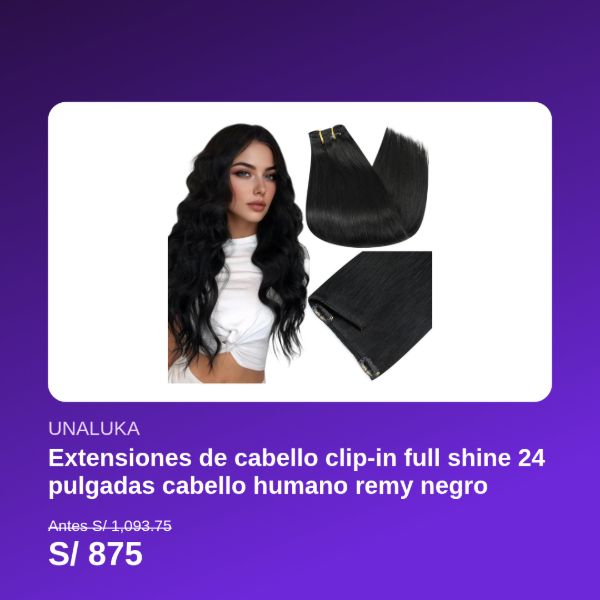 UNALUKA
Extensiones de cabello clip-in full shine 24
pulgadas cabello humano remy negro
Antes S/ 1,093.75
S/ 875